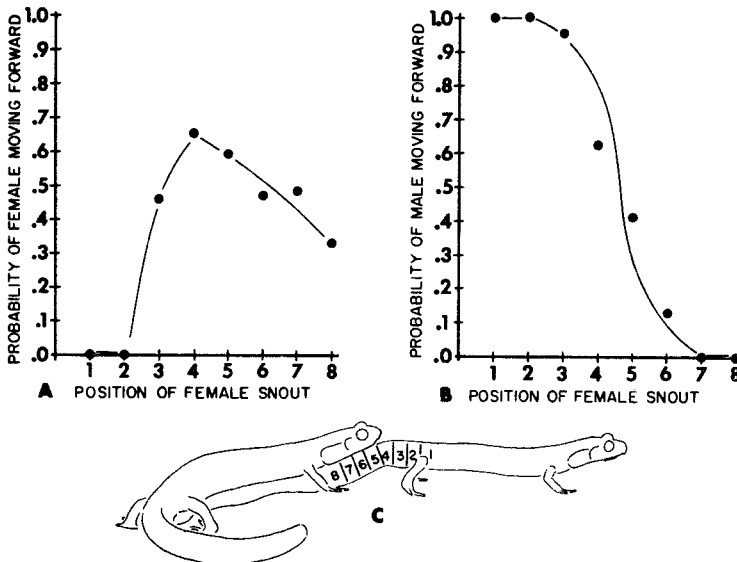 PROBABILITY OF FEMALE MOVING FORWARD
1.0
.9
.8
.7
.6
.5
.4
.3
.2
.1
.0
1 2 3 4 5 6 7 8
A POSITION OF FEMALE SNOUT
PROBABILITY OF MALE MOVING FORWARD
1.0
.9
.8
.7
.6
.5
.4
.3
.2
.1
.0
1 2 3 4 5 6 7 8
B POSITION OF FEMALE SNOUT
8 7 6 5 4 3 2 1
C